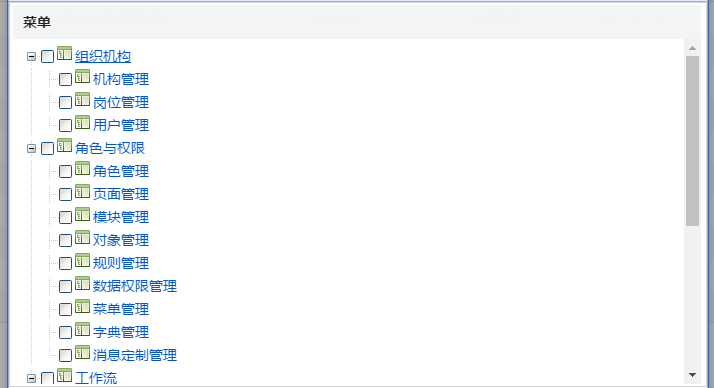 菜单
组织机构
机构管理
岗位管理
用户管理
角色与权限
角色管理
页面管理
模块管理
对象管理
规则管理
数据权限管理
菜单管理
字典管理
消息定制管理
工作流